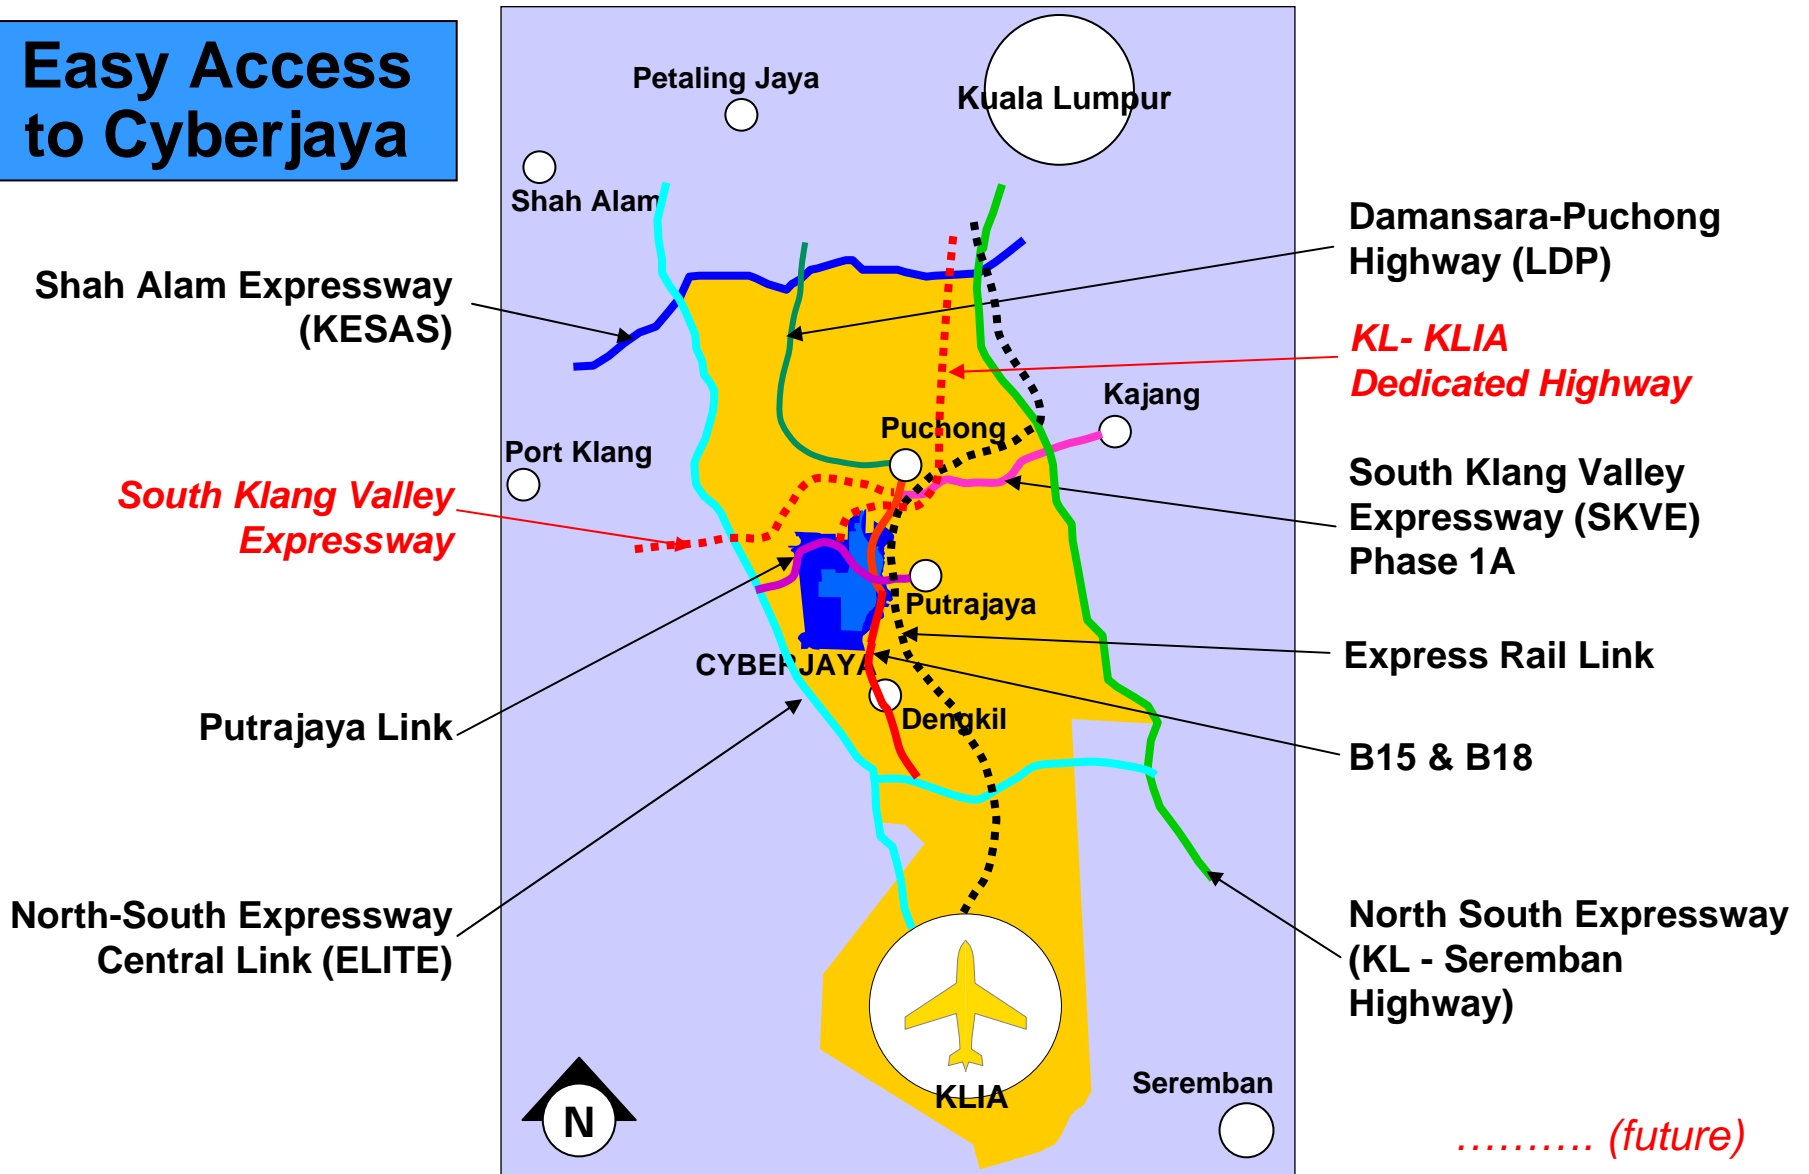 Easy Access
to Cyberjaya
Petaling Jaya
Kuala Lumpur
Shah Alam
Damansara-Puchong
Highway (LDP)
Shah Alam Expressway
(KESAS)
KL- KLIA
Dedicated Highway
Kajang
Puchong
Port Klang
South Klang Valley
Expressway (SKVE)
Phase 1A
South Klang Valley
Expressway
Putrajaya
Express Rail Link
CYBERJAYA
Putrajaya Link
Dengkil
B15 & B18
North-South Expressway
Central Link (ELITE)
North South Expressway
(KL - Seremban
Highway)
KLIA
Seremban
N
.......... (future)